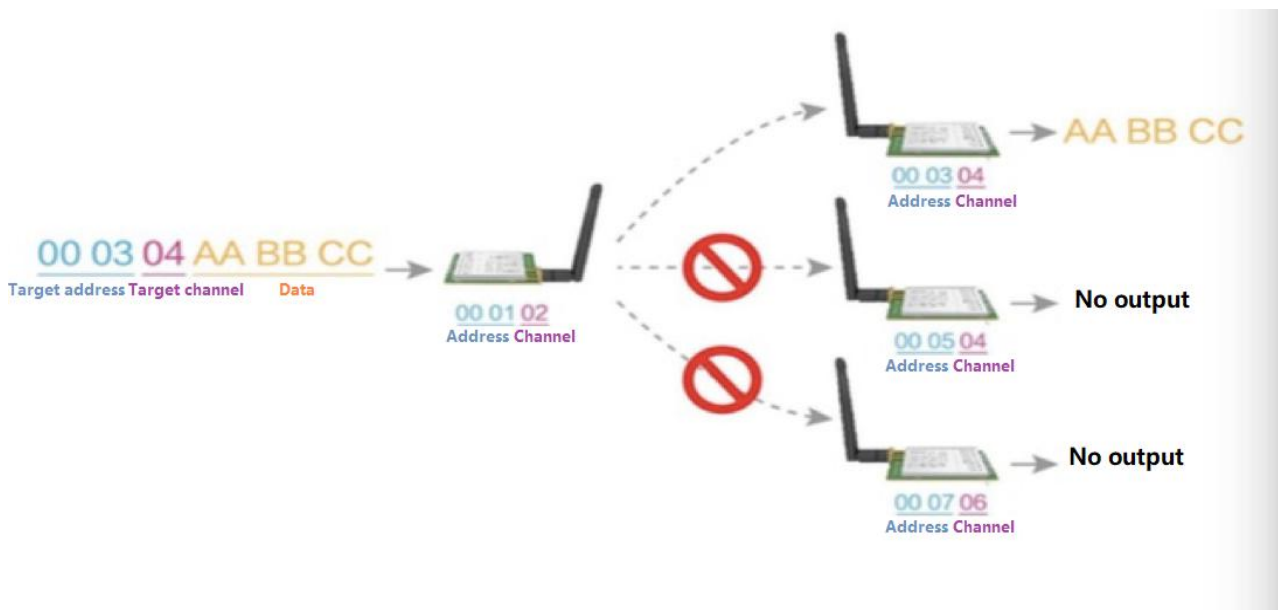 00 03 04 AA BB CC
Target address Target channel Data
00 01 02
Address Channel
AA BB CC
00 03 04
Address Channel
No output
00 05 04
Address Channel
No output
00 07 06
Address Channel